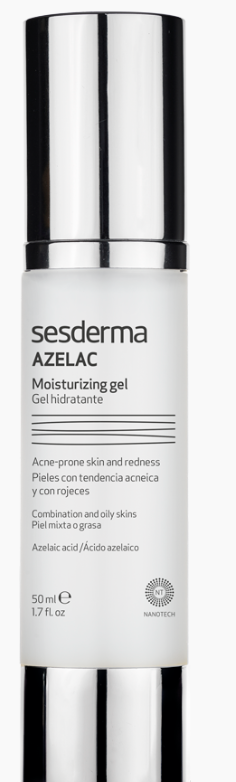 sesderma
AZELAC
Moisturizing gel
Gel hidratante
Acne-prone skin and redness
Pieles con tendencia acneica
y con rojeces
Combination and oily skins
Piel mixta o grasa
Azelaic acid/Ácido azelaico
50 ml ℮
1.7 fl. oz
NT
NANOTECH